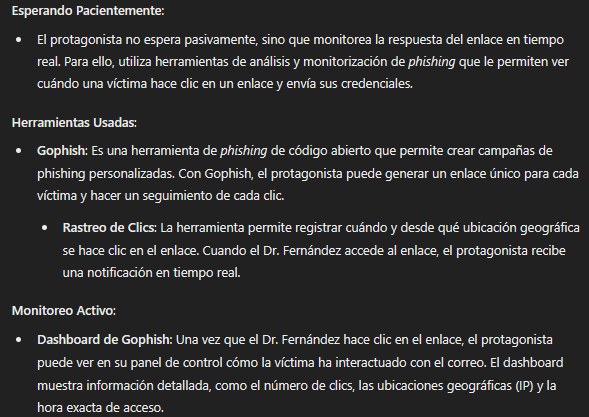 Esperando Pacientemente:
• El protagonista no espera pasivamente, sino que monitorea la respuesta del enlace en tiempo
real. Para ello, utiliza herramientas de análisis y monitorización de phishing que le permiten ver
cuándo una víctima hace clic en un enlace y envía sus credenciales.
Herramientas Usadas:
• Gophish: Es una herramienta de phishing de código abierto que permite crear campañas de
phishing personalizadas. Con Gophish, el protagonista puede generar un enlace único para cada
víctima y hacer un seguimiento de cada clic.
• Rastreo de Clics: La herramienta permite registrar cuándo y desde qué ubicación geográfica
se hace clic en el enlace. Cuando el Dr. Fernández accede al enlace, el protagonista recibe
una notificación en tiempo real.
Monitoreo Activo:
• Dashboard de Gophish: Una vez que el Dr. Fernández hace clic en el enlace, el protagonista
puede ver en su panel de control cómo la víctima ha interactuado con el correo. El dashboard
muestra información detallada, como el número de clics, las ubicaciones geográficas (IP) y la
hora exacta de acceso.